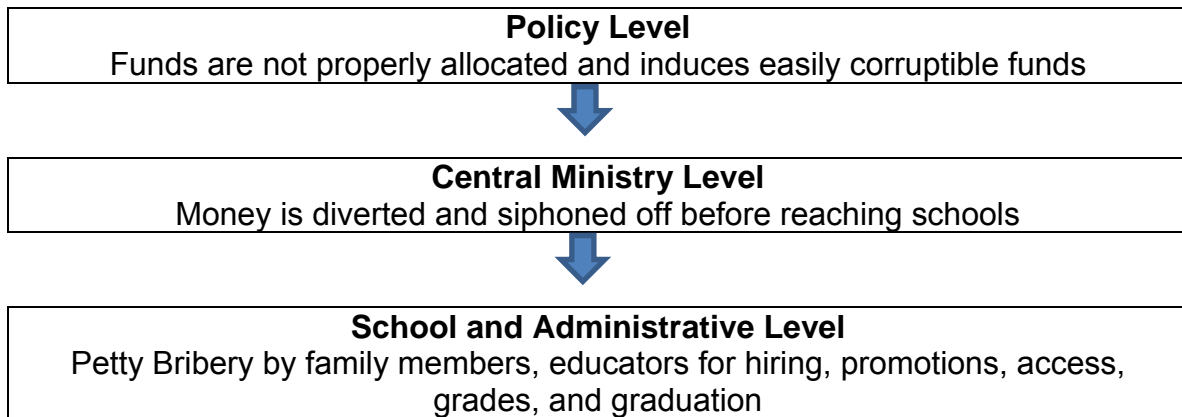 Policy Level
Funds are not properly allocated and induces easily corruptible funds
Central Ministry Level
Money is diverted and siphoned off before reaching schools
School and Administrative Level
Petty Bribery by family members, educators for hiring, promotions, access,
grades, and graduation